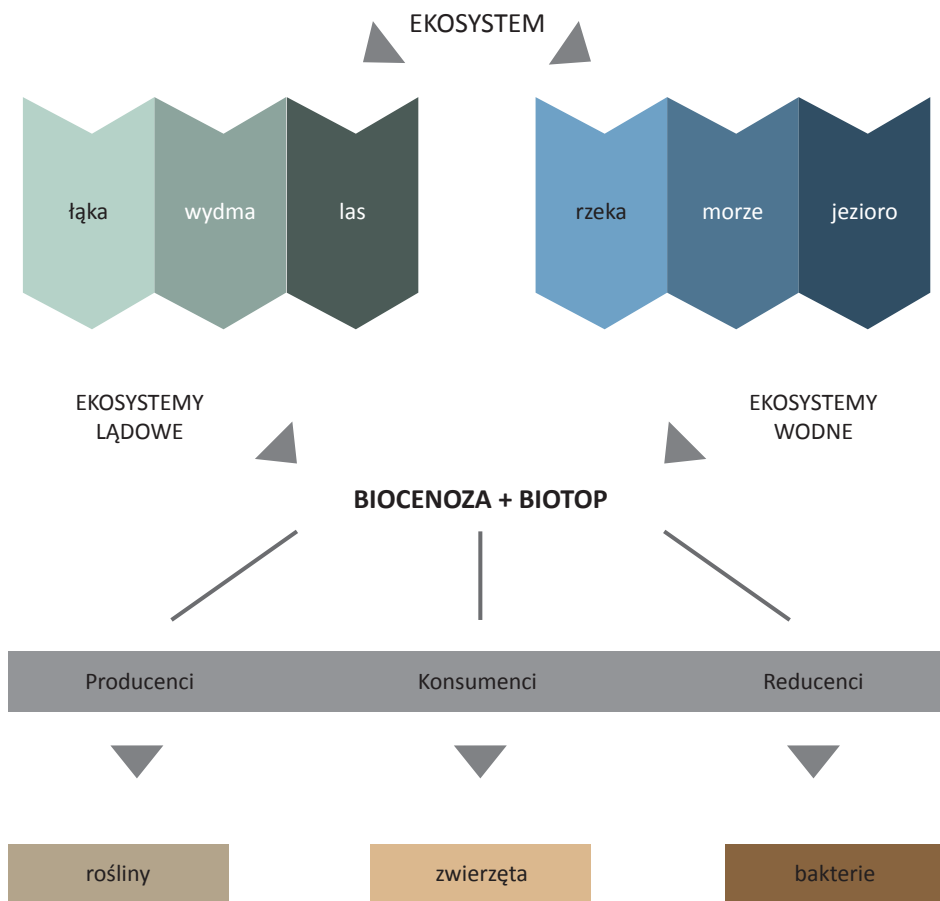 EKOSYSTEM
łąka
wydma
las
rzeka
morze
jezioro
EKOSYSTEMY
LĄDOWE
EKOSYSTEMY
WODNE
BIOCENOZA + BIOTOP
Producenci
Konsumenci
Reducenci
rośliny
zwierzęta
bakterie